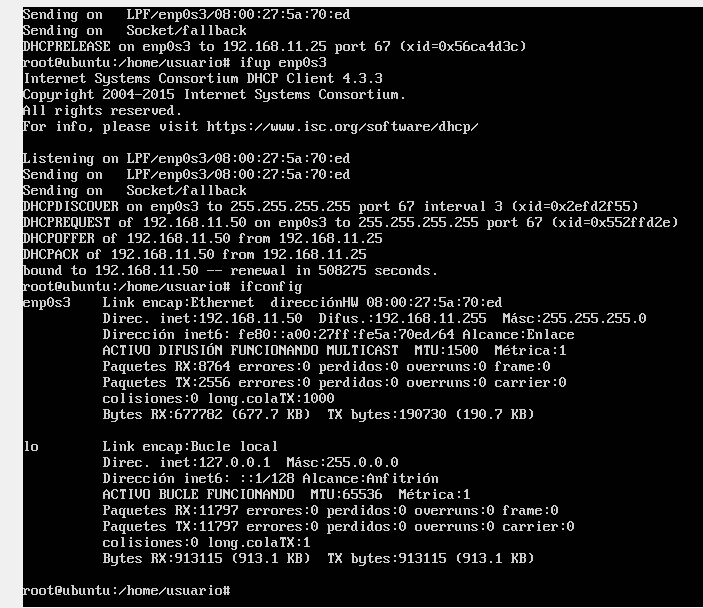 Sending on   LPF/enp0s3/08:00:27:5a:70:ed
Sending on   Socket/fallback
DHCPRELEASE on enp0s3 to 192.168.11.25 port 67 (xid=0x56ca4d3c)
root@ubuntu:/home/usuario# ifup enp0s3
Internet Systems Consortium DHCP Client 4.3.3
Copyright 2004-2015 Internet Systems Consortium.
All rights reserved.
For info, please visit https://www.isc.org/software/dhcp/

Listening on LPF/enp0s3/08:00:27:5a:70:ed
Sending on   LPF/enp0s3/08:00:27:5a:70:ed
Sending on   Socket/fallback
DHCPDISCOVER on enp0s3 to 255.255.255.255 port 67 interval 3 (xid=0x2efd2f55)
DHCPREQUEST of 192.168.11.50 on enp0s3 to 255.255.255.255 port 67 (xid=0x552ffd2e)
DHCPOFFER of 192.168.11.50 from 192.168.11.25
DHCPACK of 192.168.11.50 from 192.168.11.25
bound to 192.168.11.50 -- renewal in 508275 seconds.
root@ubuntu:/home/usuario# ifconfig
enp0s3    Link encap:Ethernet  direcciónHW 08:00:27:5a:70:ed
          Direc. inet:192.168.11.50  Difus.:192.168.11.255  Másc:255.255.255.0
          Dirección inet6: fe80::a00:27ff:fe5a:70ed/64 Alcance:Enlace
          ACTIVO DIFUSIÓN FUNCIONANDO MULTICAST  MTU:1500  Métrica:1
          Paquetes RX:8764 errores:0 perdidos:0 overruns:0 frame:0
          Paquetes TX:2556 errores:0 perdidos:0 overruns:0 carrier:0
          colisiones:0 long.colaTX:1000
          Bytes RX:677782 (677.7 KB)  TX bytes:190730 (190.7 KB)

lo        Link encap:Bucle local
          Direc. inet:127.0.0.1  Másc:255.0.0.0
          Dirección inet6: ::1/128 Alcance:Anfitrión
          ACTIVO BUCLE FUNCIONANDO  MTU:65536  Métrica:1
          Paquetes RX:11797 errores:0 perdidos:0 overruns:0 frame:0
          Paquetes TX:11797 errores:0 perdidos:0 overruns:0 carrier:0
          colisiones:0 long.colaTX:1
          Bytes RX:913115 (913.1 KB)  TX bytes:913115 (913.1 KB)

root@ubuntu:/home/usuario#